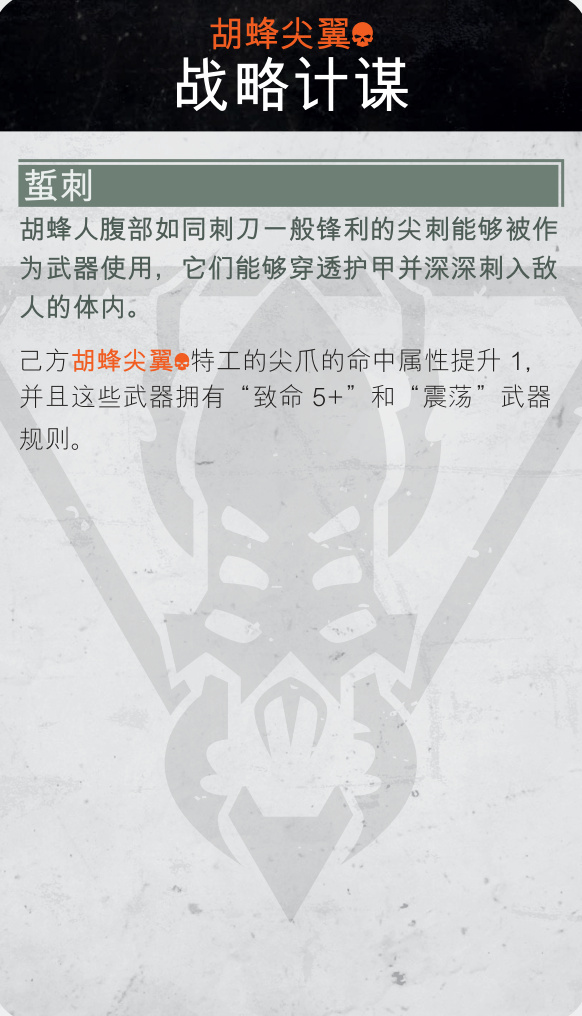 胡蜂尖翼
战略计谋
蜇刺
胡蜂人腹部如同刺刀一般锋利的尖刺能够被作
为武器使用，它们能够穿透护甲并深深刺入敌
人的体内。
己方胡蜂尖翼特工的尖爪的命中属性提升 1，
并且这些武器拥有“致命 5+”和“震荡”武器
规则。